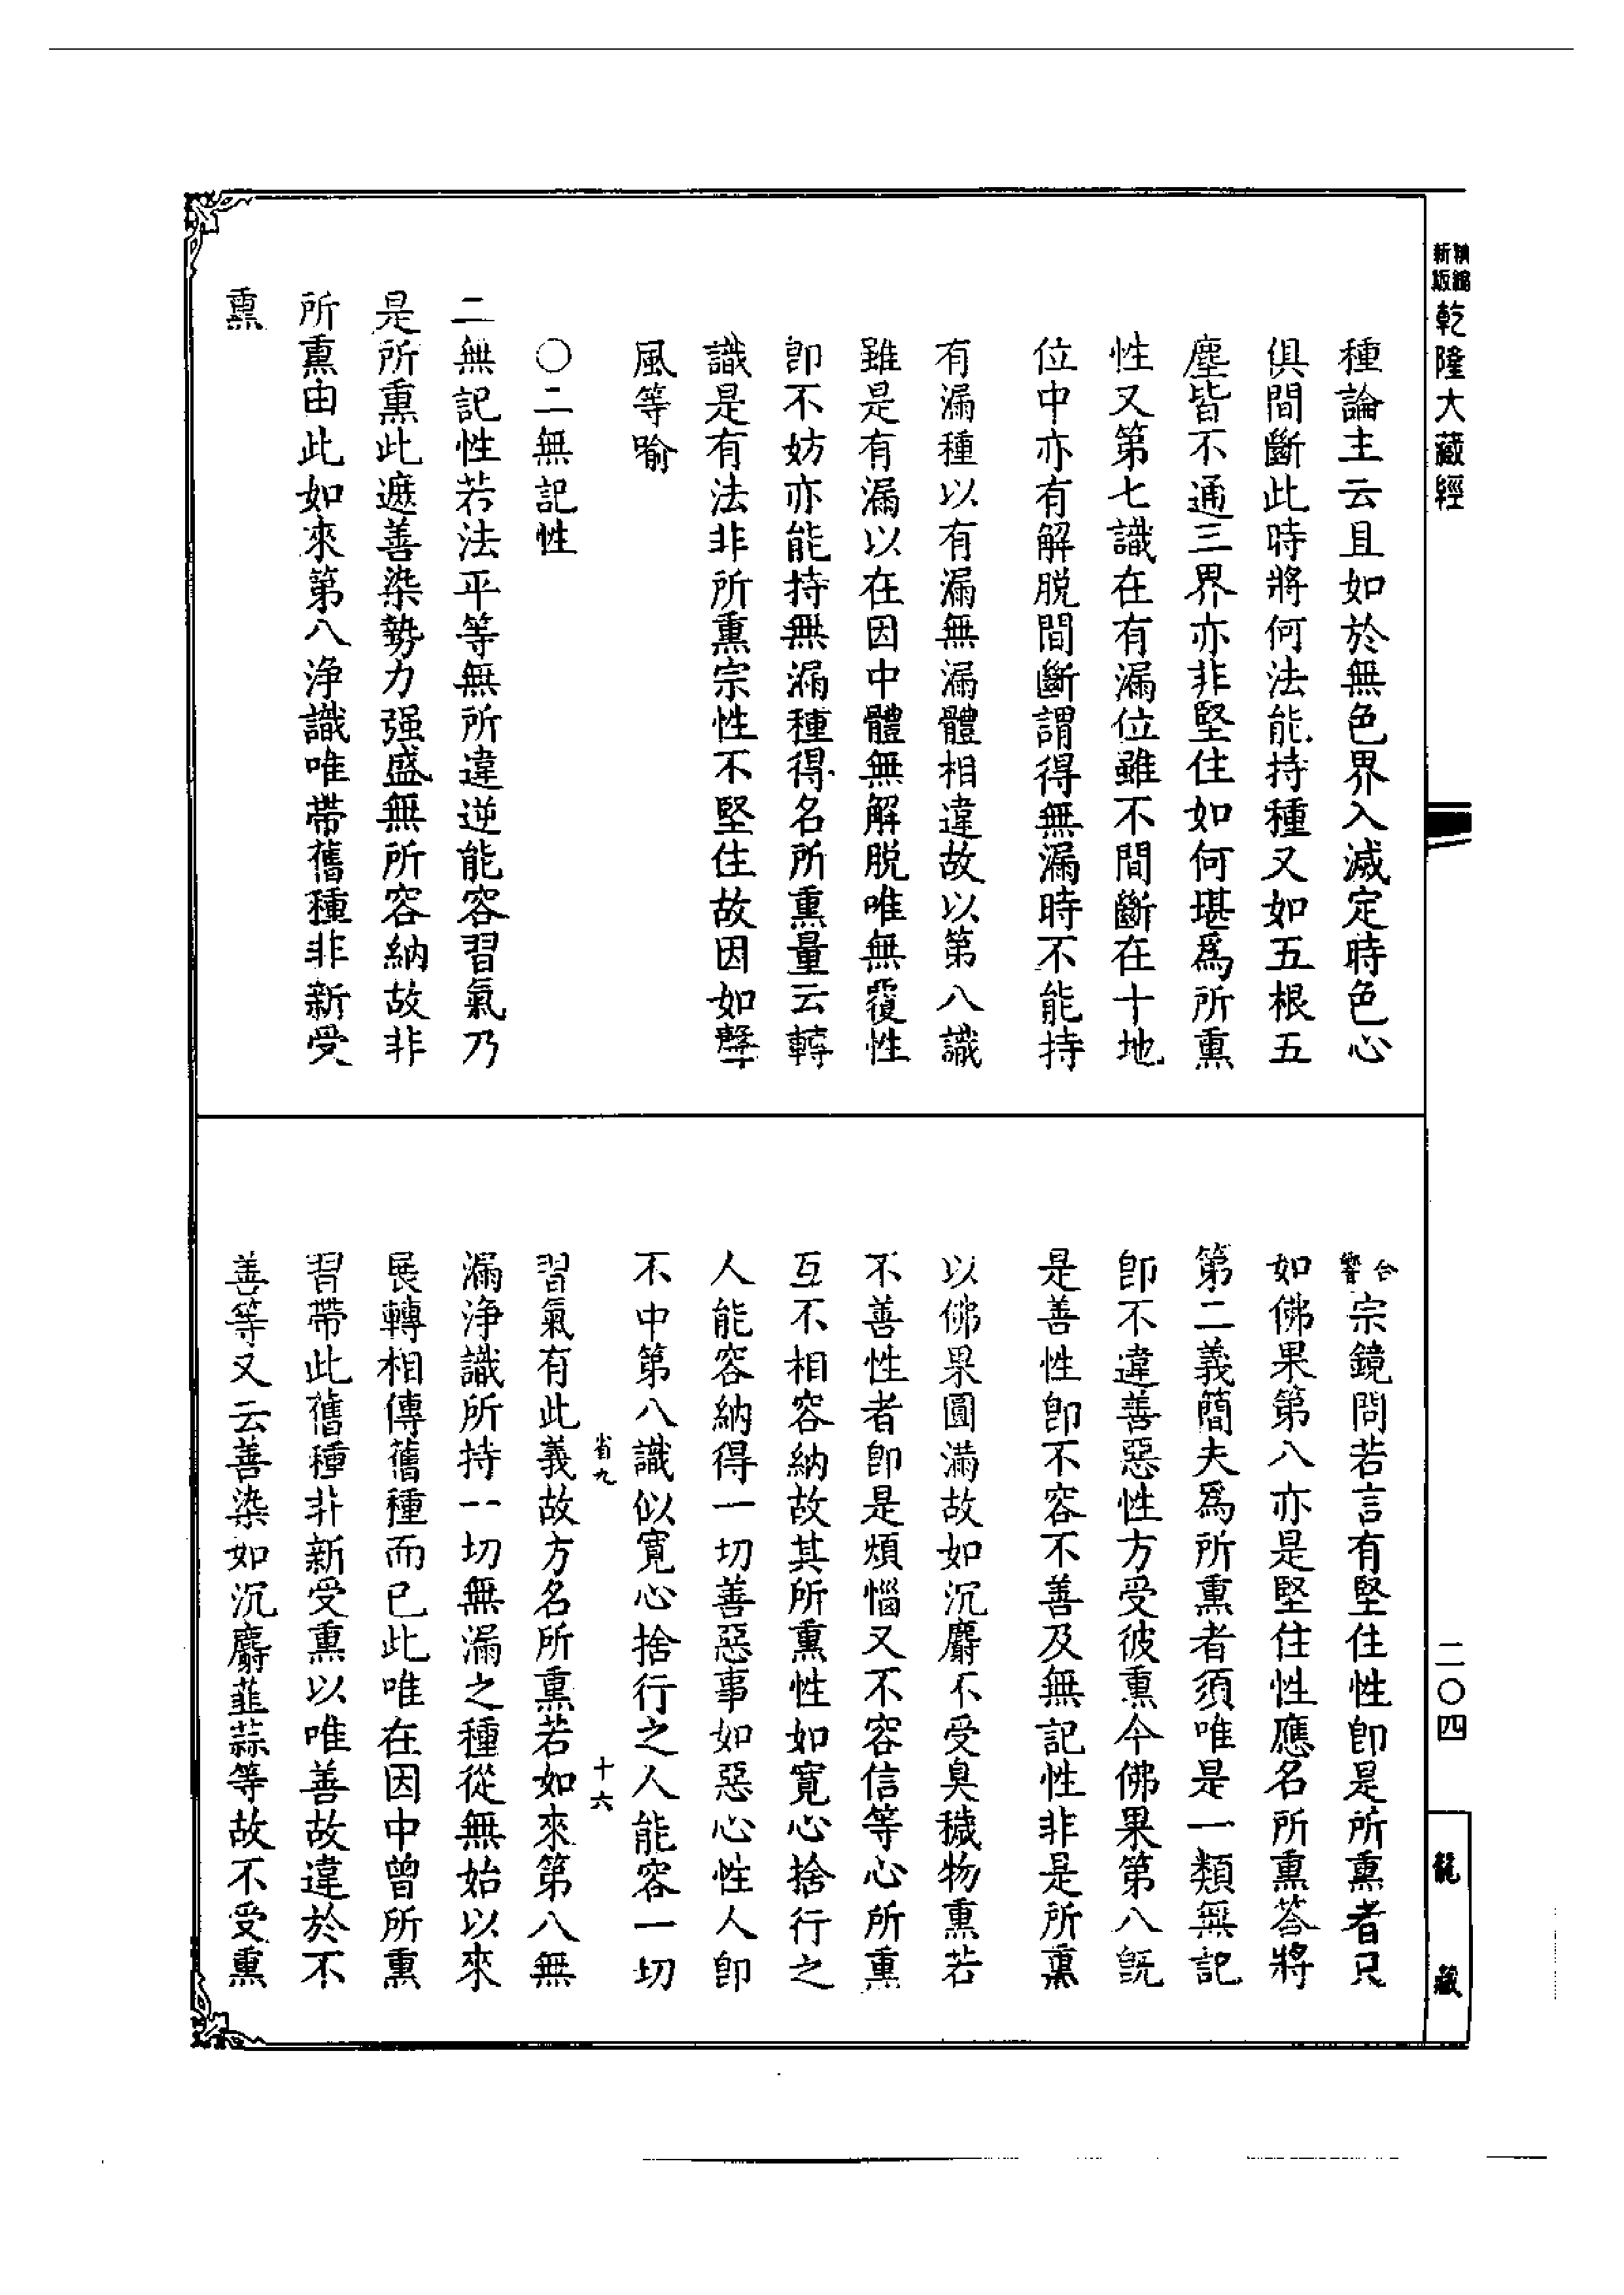 精編新版
乾隆大藏經
種論主云且如於無色界入滅定時色心
俱間斷此時將何法能持種又如五根五
塵皆不通三界亦非堅住如何堪爲所熏
性又第七識在有漏位雖不間斷在十地
位中亦有解脫間斷謂得無漏時不能持
有漏種以有漏無漏體相違故以第八識
雖是有漏以在因中體無解脫唯無覆性
卽不妨亦能持無漏種得名所熏量云轉
識是有法非所熏宗性不堅住故因如聲
風等喻
○二無記性
二無記性若法平等無所違逆能容習氣乃
是所熏此遮善染勢力强盛無所容納故非
所熏由此如來第八淨識唯帶舊種非新受
熏
合響宗鏡問若言有堅住性卽是所熏者只
如佛果第八亦是堅住性應名所熏荅將
第二義簡夫爲所熏者須唯是一類無記
卽不違善惡性方受彼熏今佛果第八旣
是善性卽不容不善及無記性非是所熏
以佛果圓滿故如沉麝不受臭穢物熏若
不善性者卽是煩惱又不容信等心所熏
互不相容納故其所熏性如寬心捨行之
人能容納得一切善惡事如惡心性人卽
不中第八識似寬心捨行之人能容一切
省九
十六
習氣有此義故方名所熏若如來第八無
漏淨識所持一切無漏之種從無始以來
展轉相傳舊種而已此唯在因中曾所熏
習帶此舊種非新受熏以唯善故違於不
善等又云善染如沉麝韮蒜等故不受熏
二〇四
龍藏